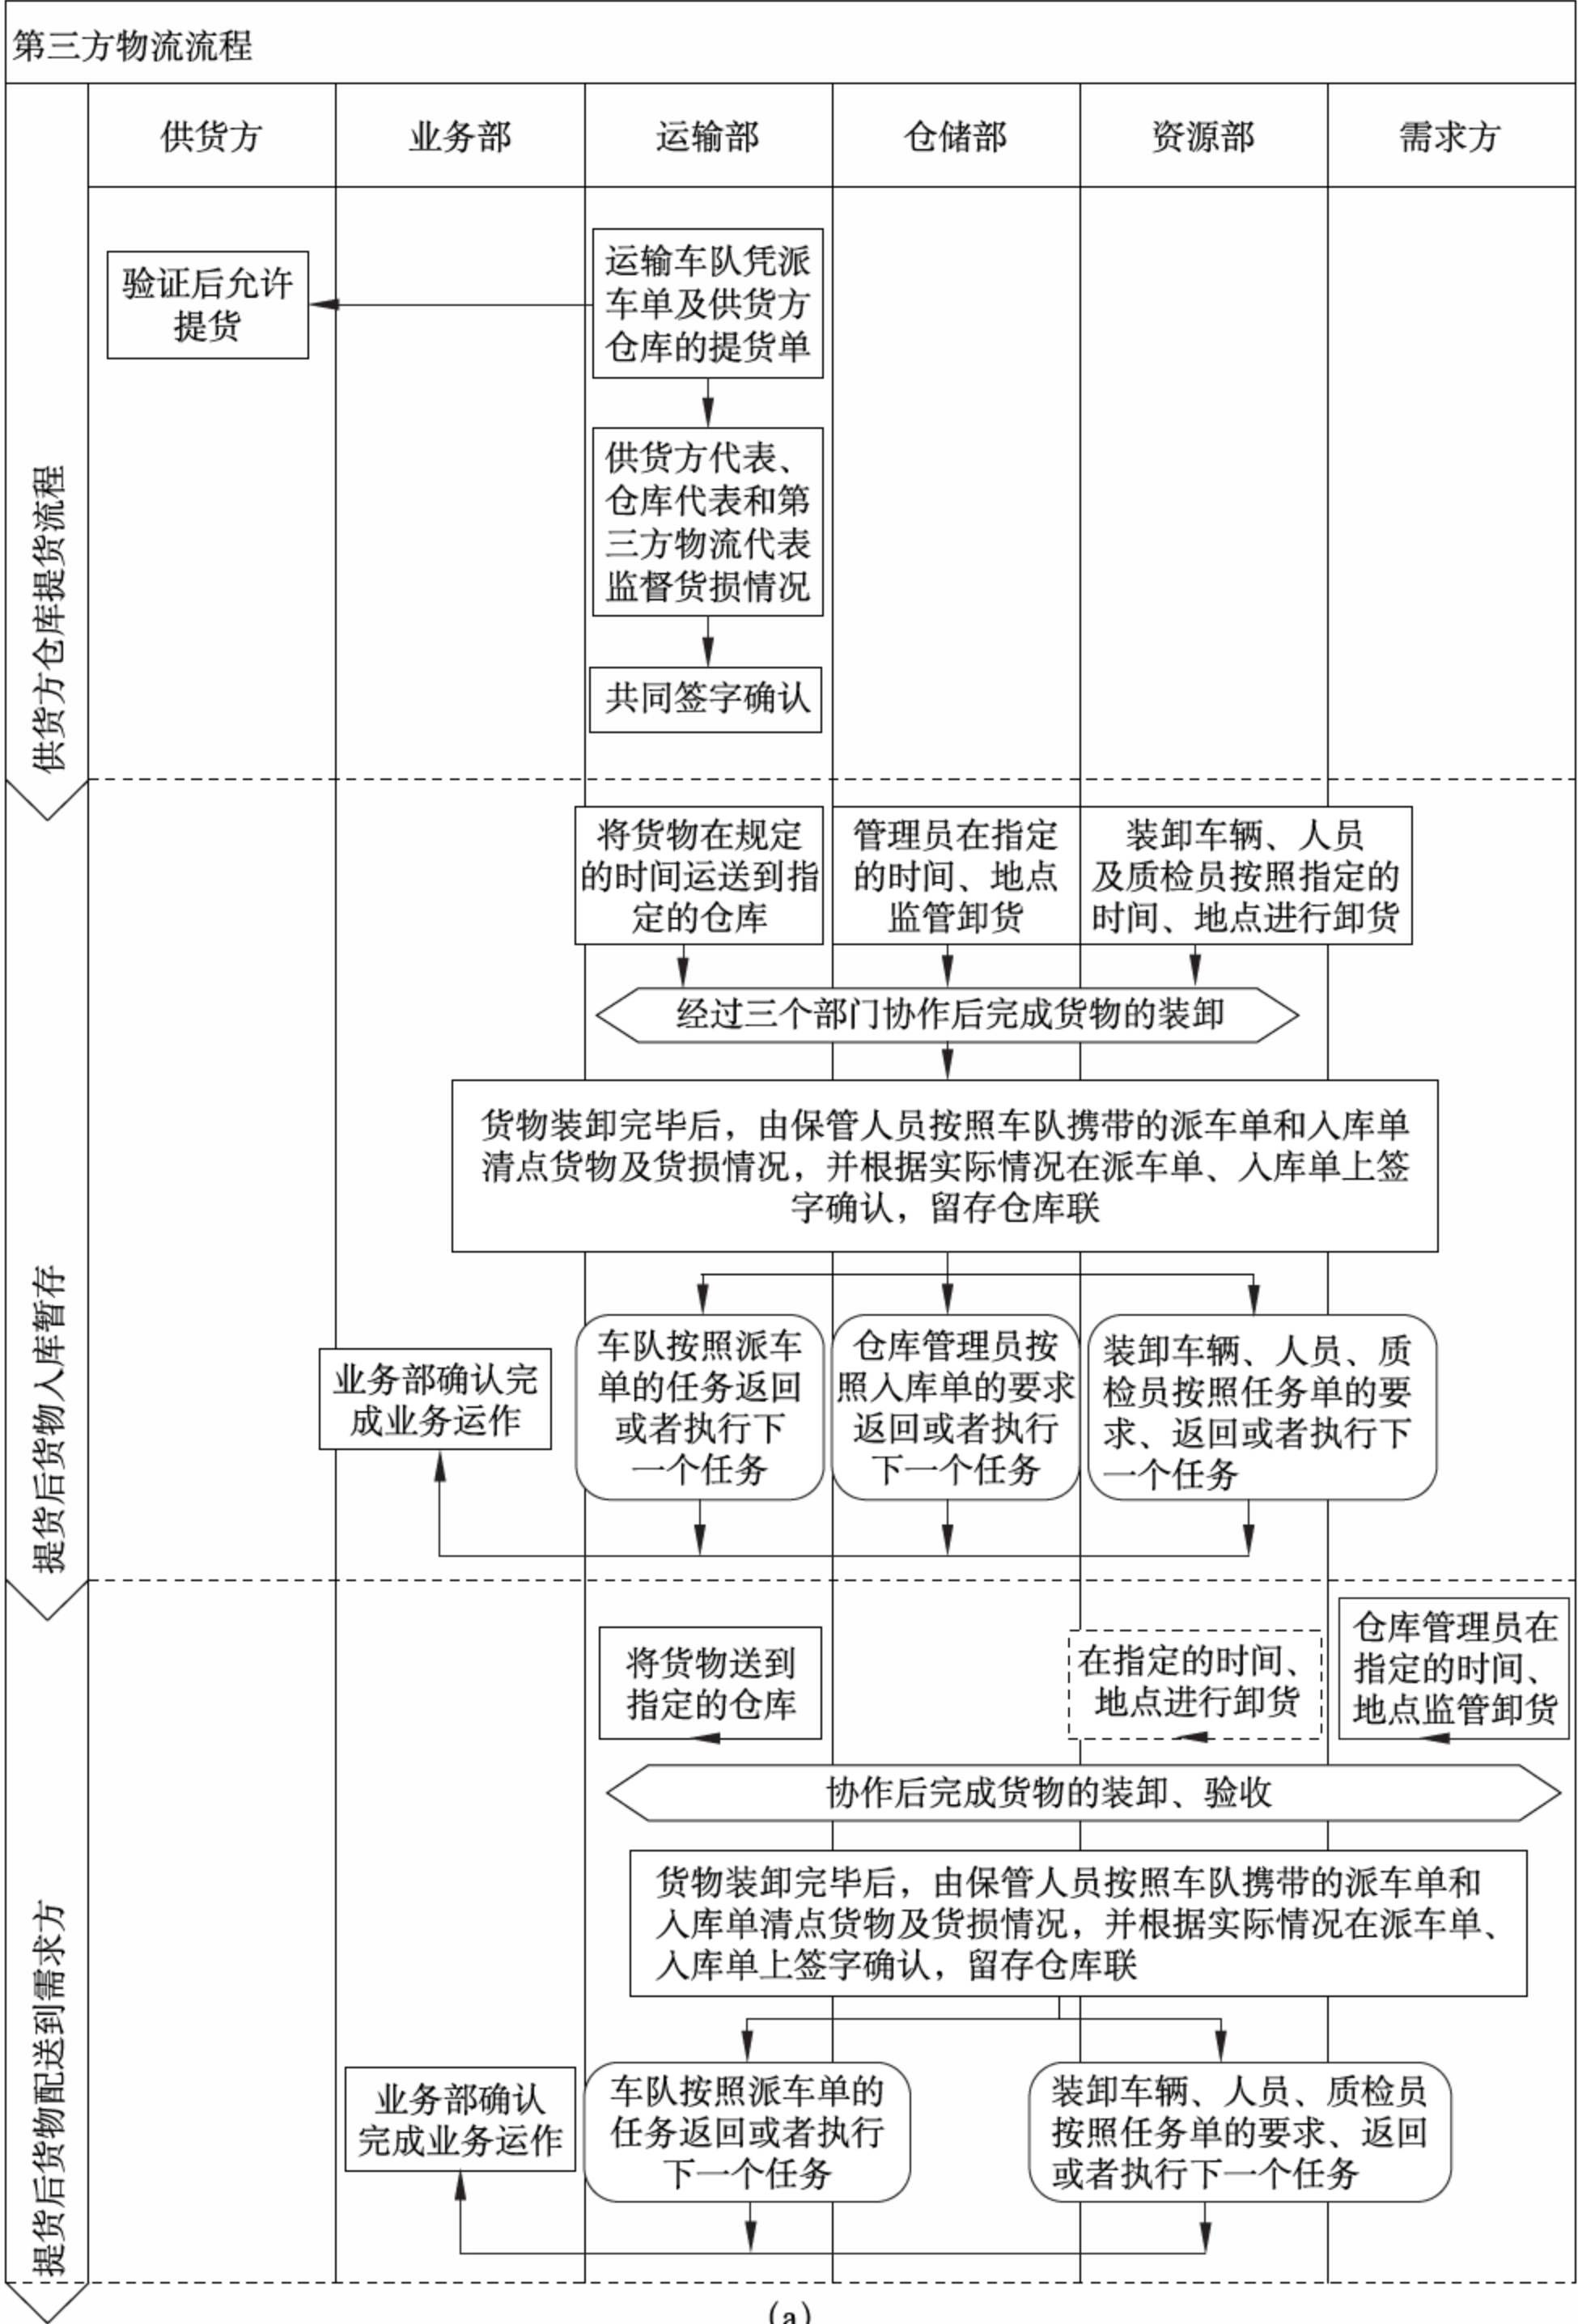 第三方物流流程
供货方
业务部
运输部
仓储部
资源部
需求方
供货方仓库提货流程
验证后允许
提货
运输车队凭派
车单及供货方
仓库的提货单
供货方代表、
仓库代表和第
三方物流代表
监督货损情况
共同签字确认
提货后货物入库暂存
将货物在规定
的时间运送到指
定的仓库
管理员在指定
的时间、地点
监管卸货
装卸车辆、人员
及质检员按照指定的
时间、地点进行卸货
经过三个部门协作后完成货物的装卸
货物装卸完毕后，由保管人员按照车队携带的派车单和入库单
清点货物及货损情况，并根据实际情况在派车单、入库单上签
字确认，留存仓库联
业务部确认完
成业务运作
车队按照派车
单的任务返回
或者执行下
一个任务
仓库管理员按
照入库单的要求
返回或者执行
下一个任务
装卸车辆、人员、质
检员按照任务单的要
求、返回或者执行下
一个任务
提货后货物配送到需求方
将货物送到
指定的仓库
在指定的时间、
地点进行卸货
仓库管理员在
指定的时间、
地点监管卸货
协作后完成货物的装卸、验收
货物装卸完毕后，由保管人员按照车队携带的派车单和
入库单清点货物及货损情况，并根据实际情况在派车单、
入库单上签字确认，留存仓库联
业务部确认
完成业务运作
车队按照派车单的
任务返回或者执行
下一个任务
装卸车辆、人员、质检员
按照任务单的要求、返回
或者执行下一个任务
(a)